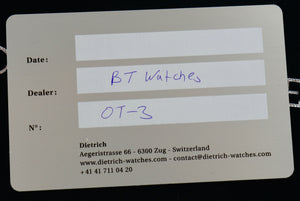 Date:
Dealer: BT Watches
N°: OT-3
Dietrich
Aegeristrasse 66 - 6300 Zug - Switzerland
www.dietrich-watches.com - contact@dietrich-watches.com
+41 41 711 04 20